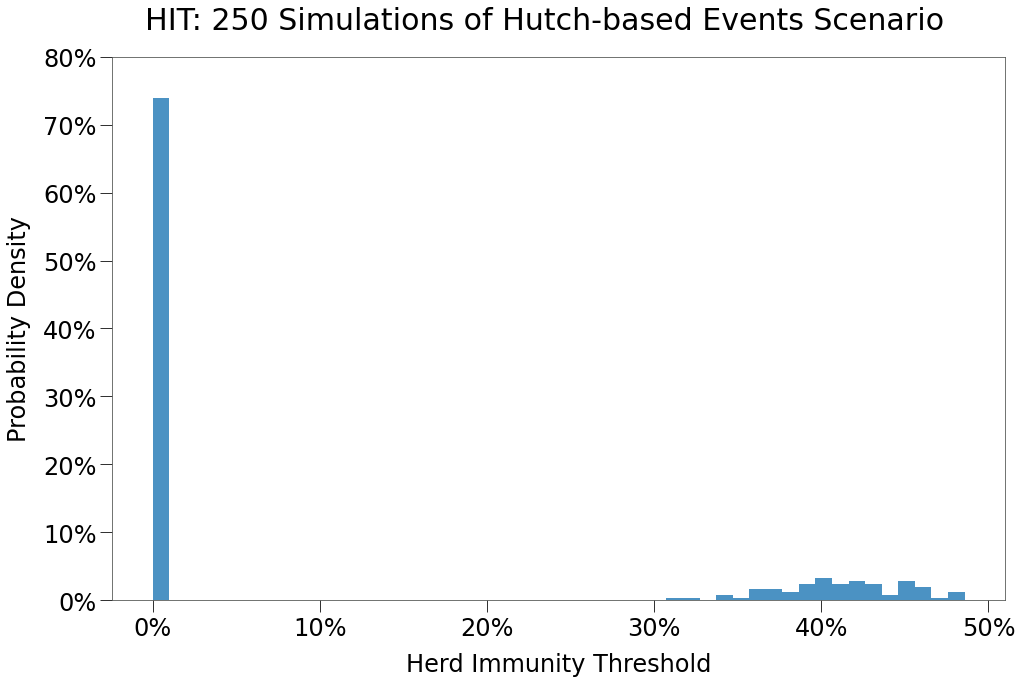 HIT: 250 Simulations of Hutch-based Events Scenario
80%
70%
60%
50%
40%
30%
20%
10%
0%
Probability Density
0% 10% 20% 30% 40% 50%
Herd Immunity Threshold